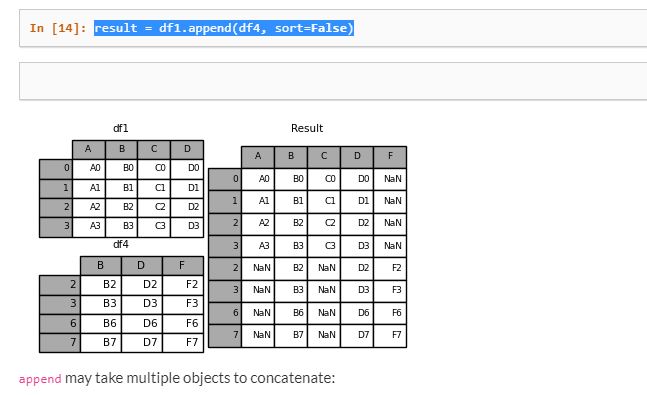 In [14]: result = df1.append(df4, sort=False)
df1
A B C D
0 A0 B0 C0 D0
1 A1 B1 C1 D1
2 A2 B2 C2 D2
3 A3 B3 C3 D3
df4
B D F
2 B2 D2 F2
3 B3 D3 F3
6 B6 D6 F6
7 B7 D7 F7
Result
A B C D F
0 A0 B0 C0 D0 NaN
1 A1 B1 C1 D1 NaN
2 A2 B2 C2 D2 NaN
3 A3 B3 C3 D3 NaN
2 NaN B2 NaN D2 F2
3 NaN B3 NaN D3 F3
6 NaN B6 NaN D6 F6
7 NaN B7 NaN D7 F7
append may take multiple objects to concatenate: